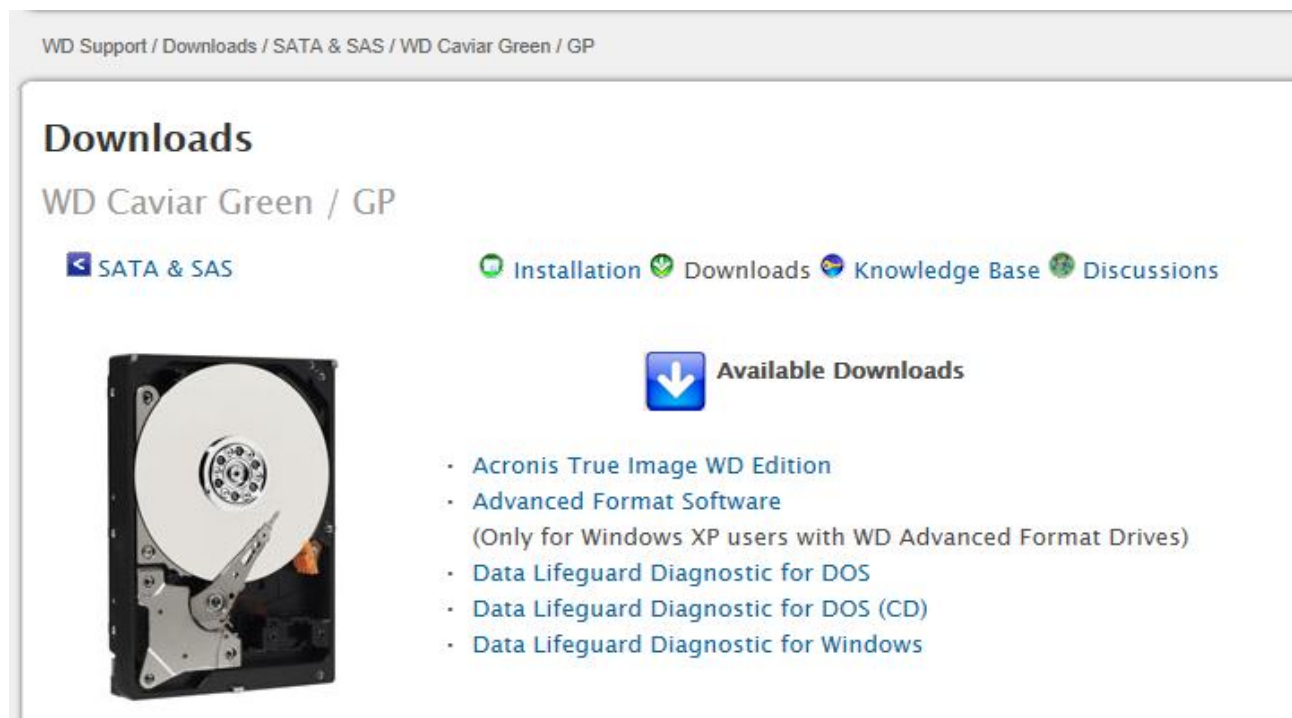 WD Support / Downloads / SATA & SAS / WD Caviar Green / GP
Downloads
WD Caviar Green / GP
SATA & SAS
Installation Downloads Knowledge Base Discussions
Available Downloads
· Acronis True Image WD Edition
· Advanced Format Software
(Only for Windows XP users with WD Advanced Format Drives)
· Data Lifeguard Diagnostic for DOS
· Data Lifeguard Diagnostic for DOS (CD)
· Data Lifeguard Diagnostic for Windows